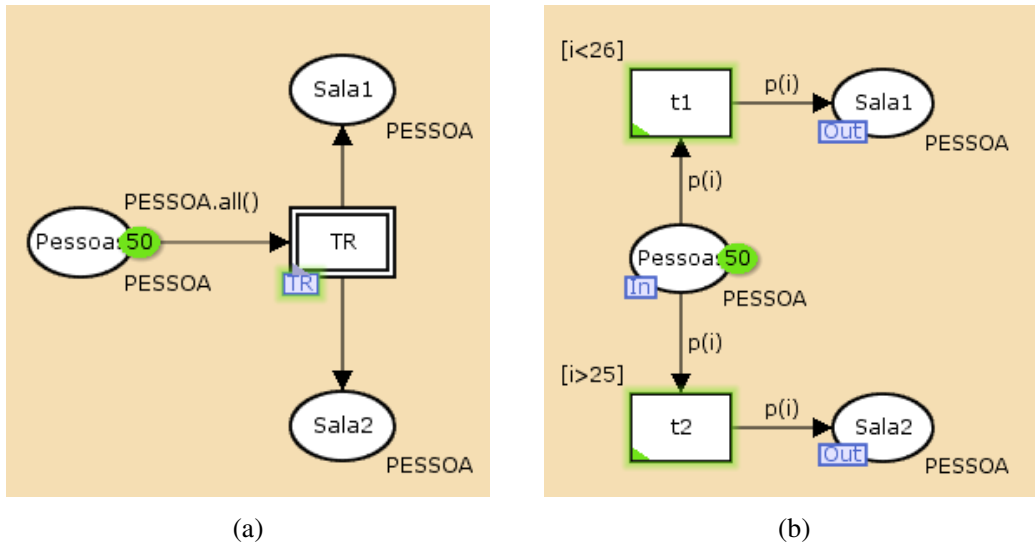 Sala1
PESSOA
PESSOA.all()
Pessoas
50
TR
TR
PESSOA
Sala2
PESSOA
(a)
[i<26]
t1
p(i)
Sala1
Out
PESSOA
p(i)
Pessoas
50
In
PESSOA
p(i)
[i>25]
t2
p(i)
Sala2
Out
PESSOA
(b)